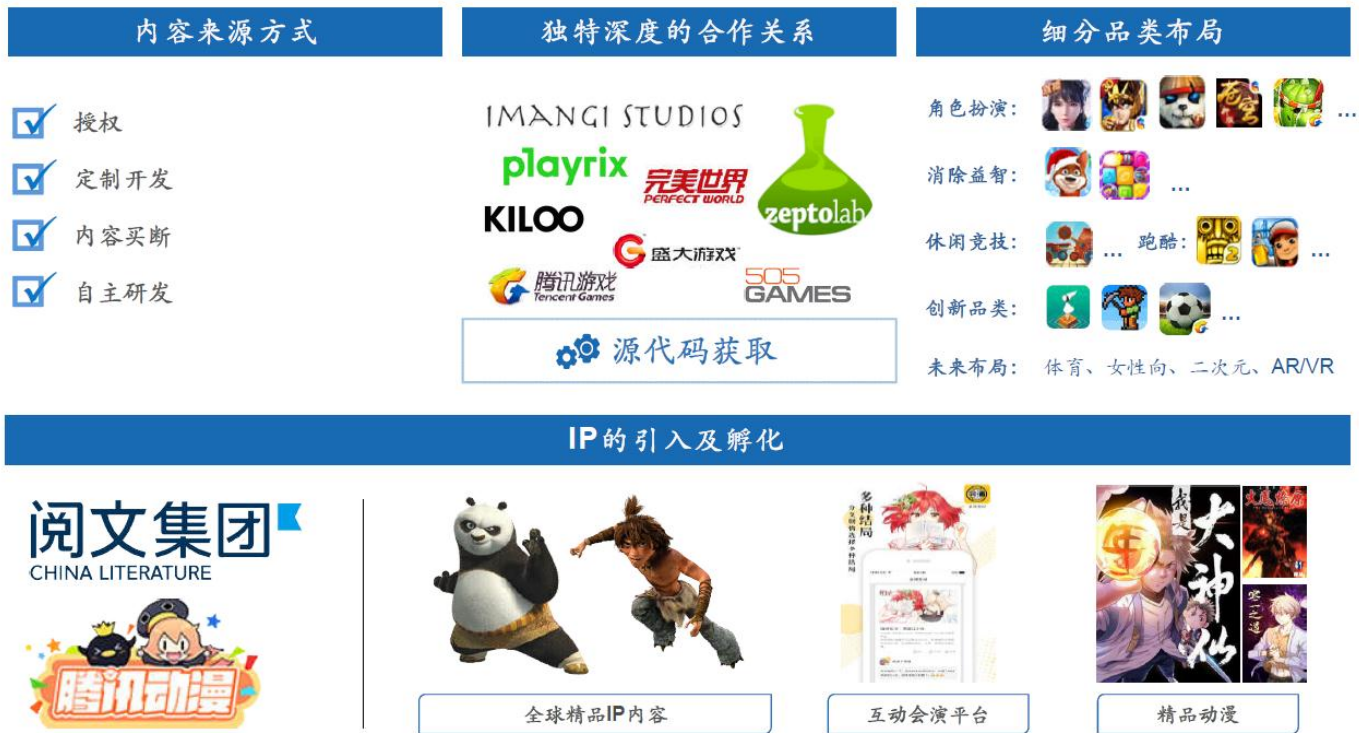 内容来源方式
授权
定制开发
内容买断
自主研发
独特深度的合作关系
IMANGI STUDIOS
playrix
完美世界
PERFECT WORLD
zeptolab
KILOO
盛大游戏
腾讯游戏
Tencent Games
505
GAMES
源代码获取
细分品类布局
角色扮演: ...
消除益智: ...
休闲竞技: ... 跑酷: 2 ...
创新品类: ...
未来布局: 体育、女性向、二次元、AR/VR
IP的引入及孵化
阅文集团
CHINA LITERATURE
腾讯动漫
全球精品IP内容
多种结局
互动会演平台
我是大神仙
精品动漫